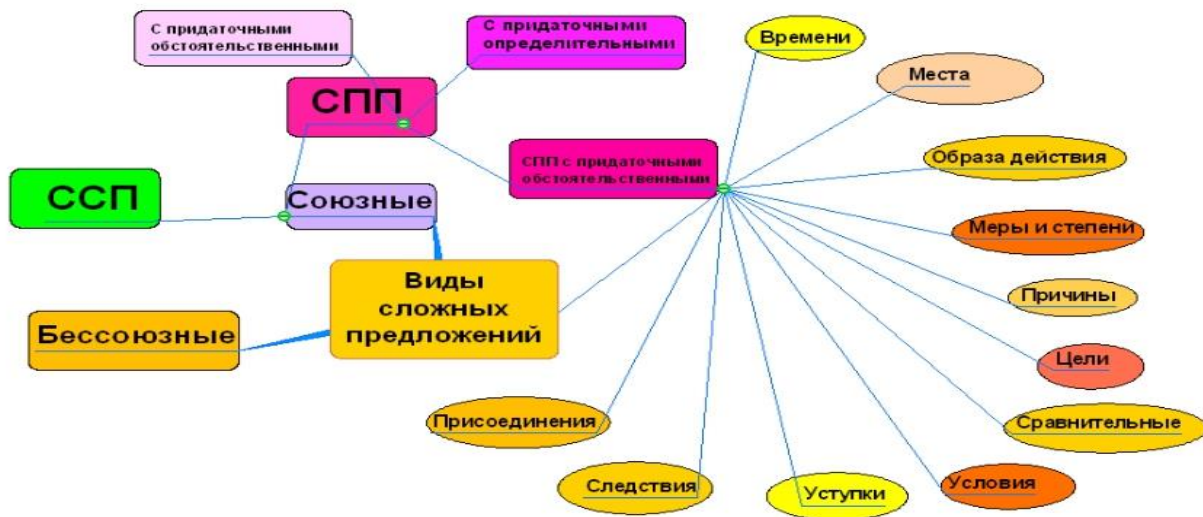 С придаточными
обстоятельственными
С придаточными
определительными
Времени
Места
СПП
Образа действия
СПП с придаточными
обстоятельственными
ССП
Союзные
Меры и степени
Виды
сложных
предложений
Причины
Бессоюзные
Цели
Присоединения
Сравнительные
Следствия
Уступки
Условия